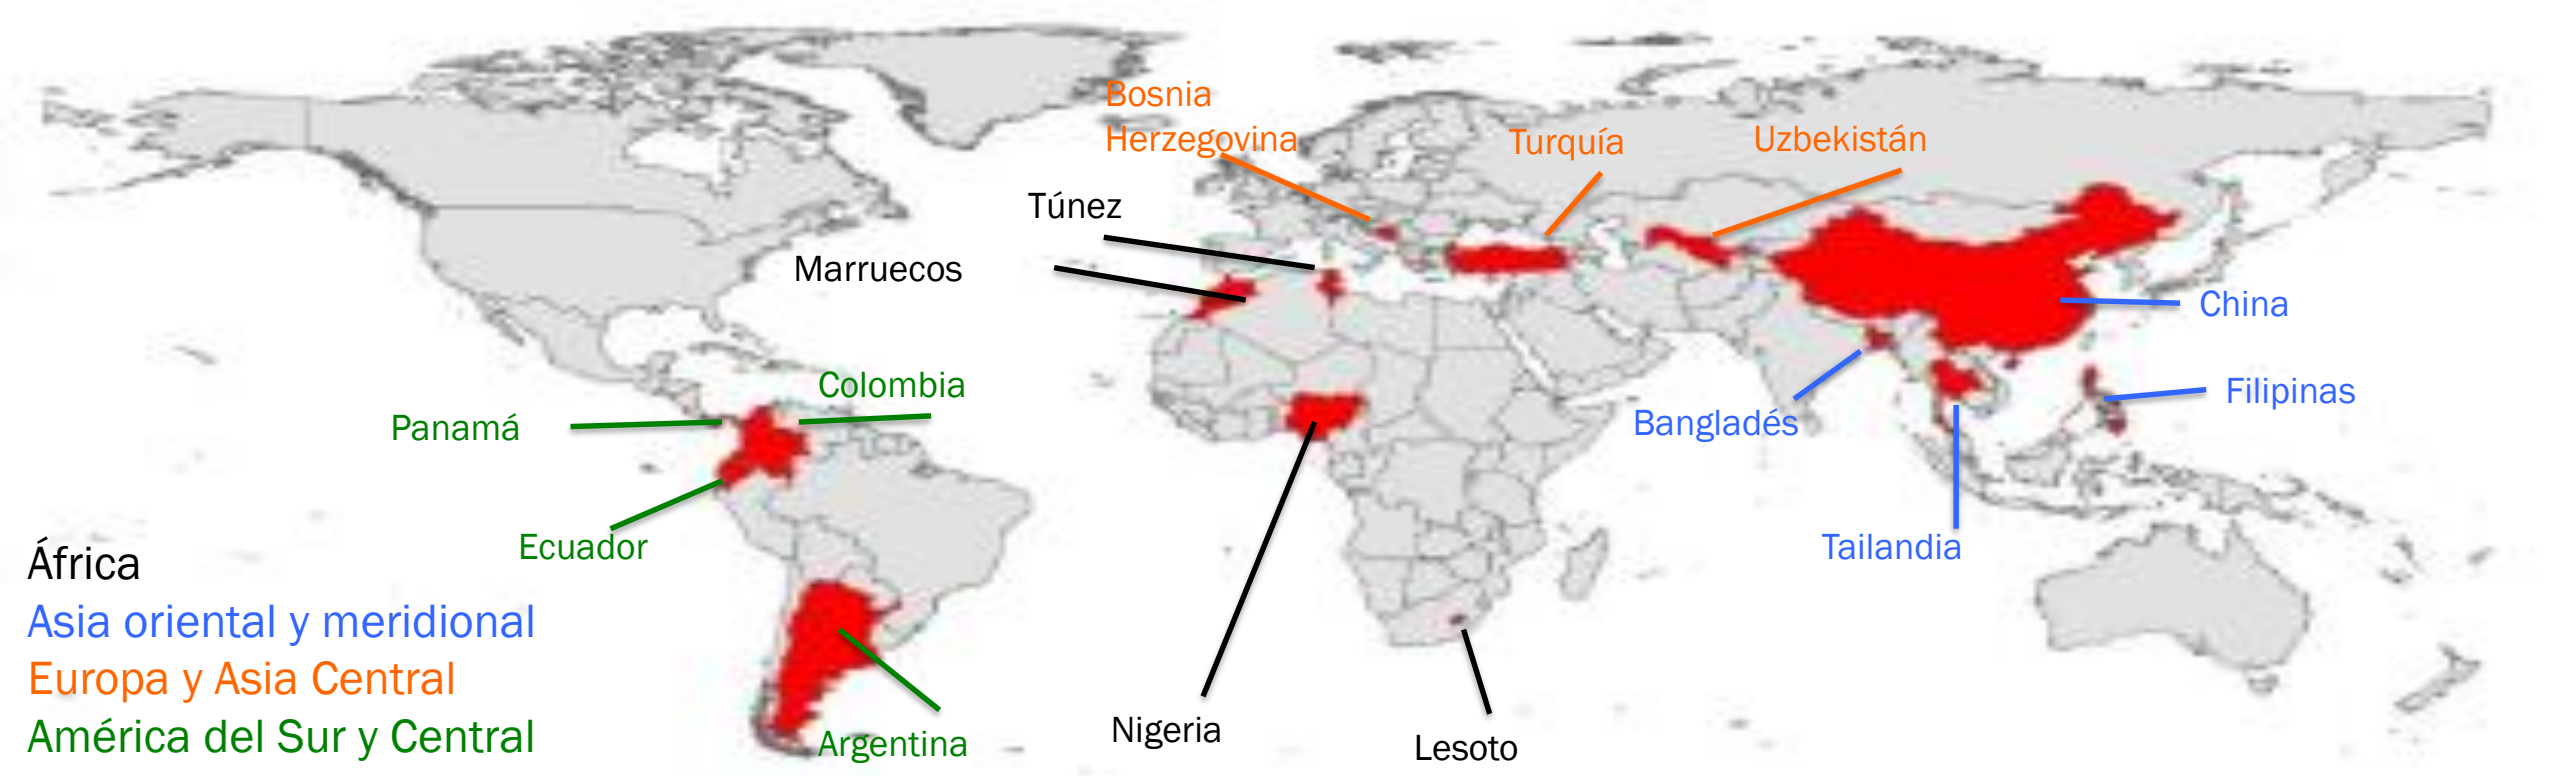 Bosnia
Herzegovina
Turquía
Uzbekistán
Túnez
Marruecos
China
Colombia
Panamá
Filipinas
Bangladés
Ecuador
Tailandia
África
Asia oriental y meridional
Europa y Asia Central
América del Sur y Central
Argentina
Nigeria
Lesoto